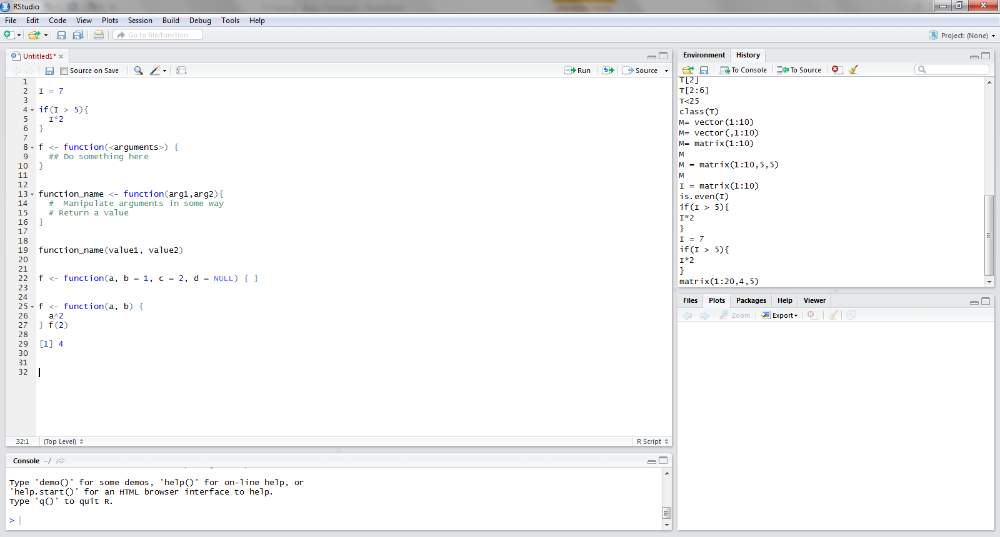 RStudio
File Edit Code View Plots Session Build Debug Tools Help
Go to file/function
Project: (None)
Untitled1*
Source on Save
Run
Source
1
2 I = 7
3
4 if(I > 5){
5 I*2
6 }
7
8 f <- function(<arguments>) {
9 ## Do something here
10 }
11
12
13 function_name <- function(arg1,arg2){
14 #  Manipulate arguments in some way
15 # Return a value
16 }
17
18
19 function_name(value1, value2)
20
21
22 f <- function(a, b = 1, c = 2, d = NULL) { }
23
24
25 f <- function(a, b) {
26 a^2
27 } f(2)
28
29 [1] 4
30
31
32
32:1 (Top Level) R Script
Console ~/
Type 'demo()' for some demos, 'help()' for on-line help, or
'help.start()' for an HTML browser interface to help.
Type 'q()' to quit R.
>
Environment History
To Console To Source
T[2]
T[2:6]
T<25
class(T)
M= vector(1:10)
M= vector(,1:10)
M= matrix(1:10)
M
M = matrix(1:10,5,5)
M
I = matrix(1:10)
is.even(I)
if(I > 5){
I*2
}
I = 7
if(I > 5){
I*2
}
matrix(1:20,4,5)
Files Plots Packages Help Viewer
Zoom Export